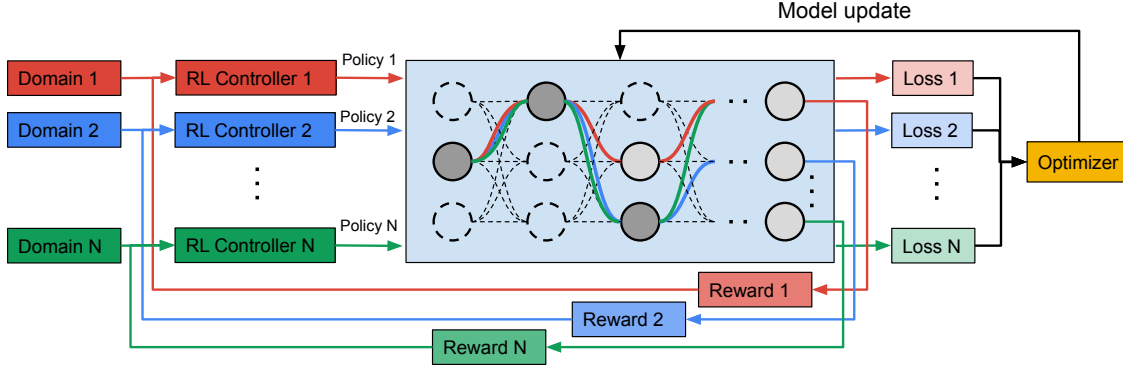 Model update
Domain 1
RL Controller 1
Policy 1
Loss 1
Domain 2
RL Controller 2
Policy 2
Loss 2
Optimizer
Domain N
RL Controller N
Policy N
Loss N
Reward 1
Reward 2
Reward N